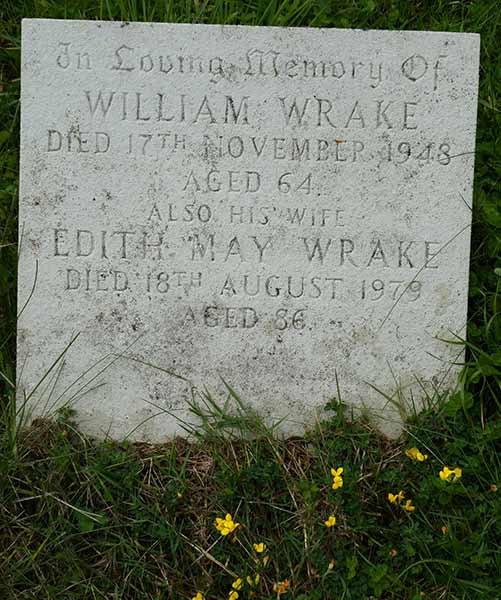 In Loving Memory Of
WILLIAM WRAKE
DIED 17TH NOVEMBER 1948
AGED 64.
ALSO HIS WIFE
EDITH MAY WRAKE
DIED 18TH AUGUST 1979
AGED 86.